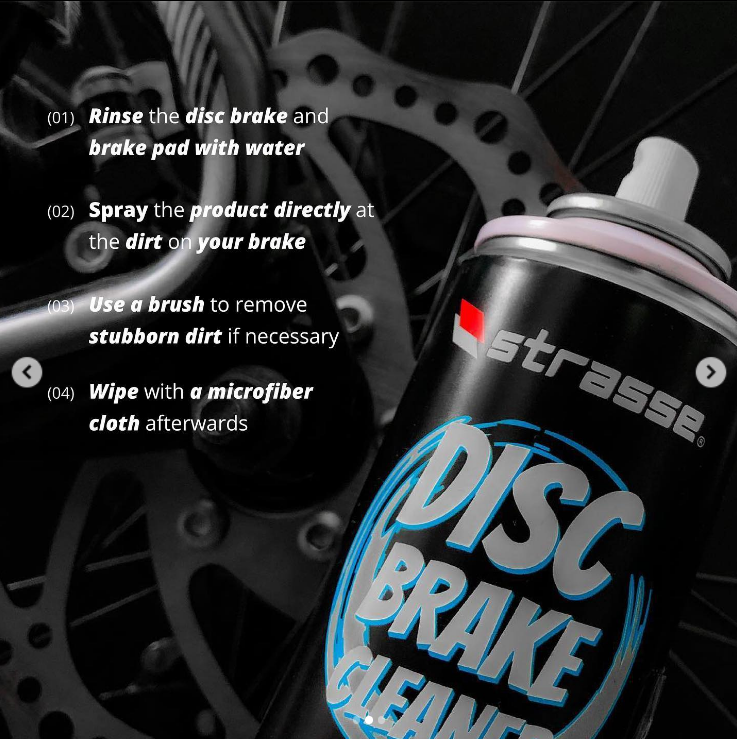 (01) Rinse the disc brake and
brake pad with water
(02) Spray the product directly at
the dirt on your brake
(03) Use a brush to remove
stubborn dirt if necessary
(04) Wipe with a microfiber
cloth afterwards
strasse®
DISC
BRAKE
CLEANER